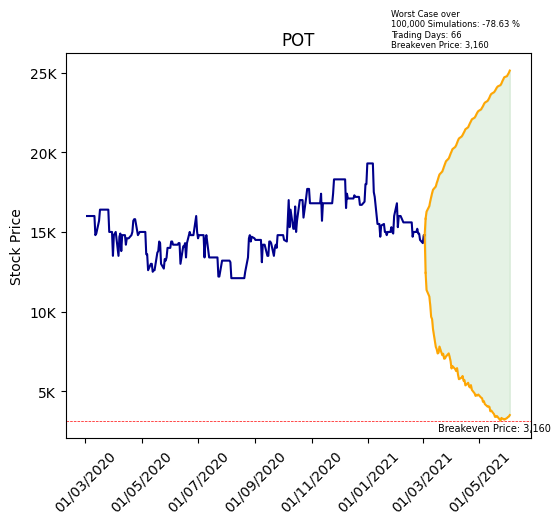 Worst Case over
100,000 Simulations: -78.63 %
Trading Days: 66
Breakeven Price: 3,160
POT
Stock Price
25K
20K
15K
10K
5K
Breakeven Price: 3,160
01/03/2020
01/05/2020
01/07/2020
01/09/2020
01/11/2020
01/01/2021
01/03/2021
01/05/2021